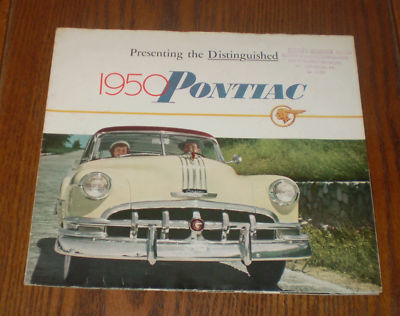 Presenting the Distinguished
1950 PONTIAC